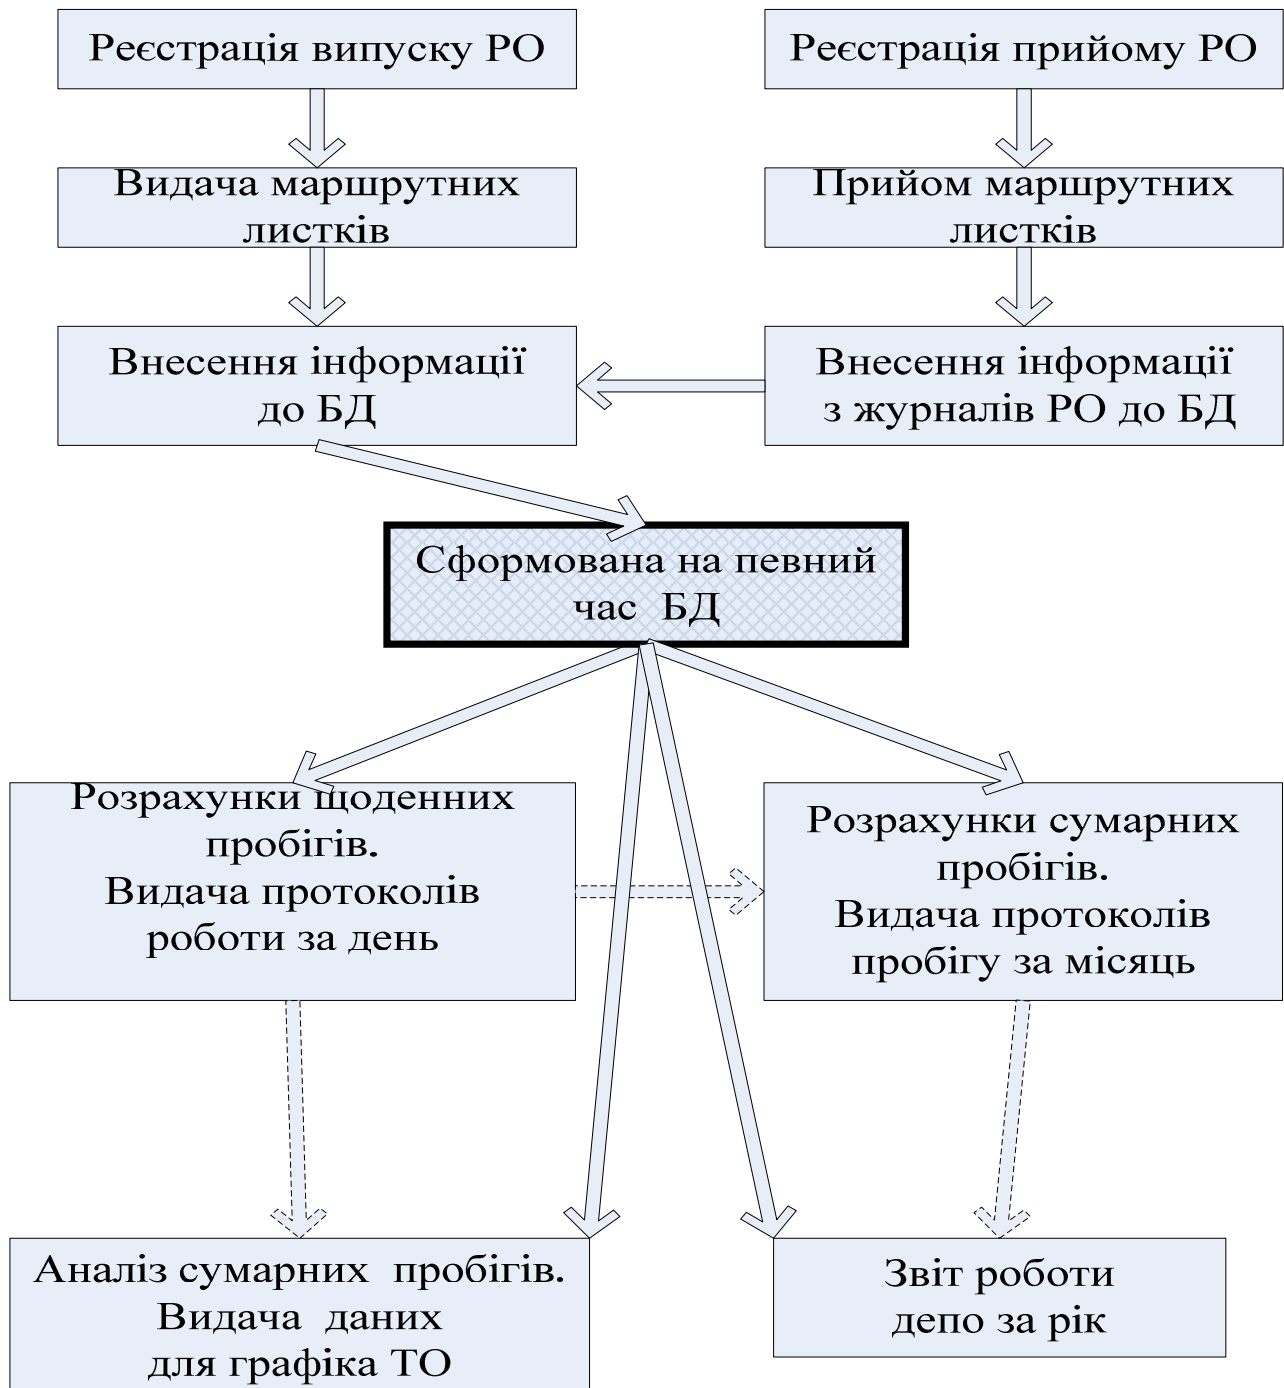 Реєстрація випуску РО
Реєстрація прийому РО
Видача маршрутних
листків
Прийом маршрутних
листків
Внесення інформації
до БД
Внесення інформації
з журналів РО до БД
Сформована на певний
час БД
Розрахунки щоденних
пробігів.
Видача протоколів
роботи за день
Розрахунки сумарних
пробігів.
Видача протоколів
пробігу за місяць
Аналіз сумарних пробігів.
Видача даних
для графіка ТО
Звіт роботи
депо за рік